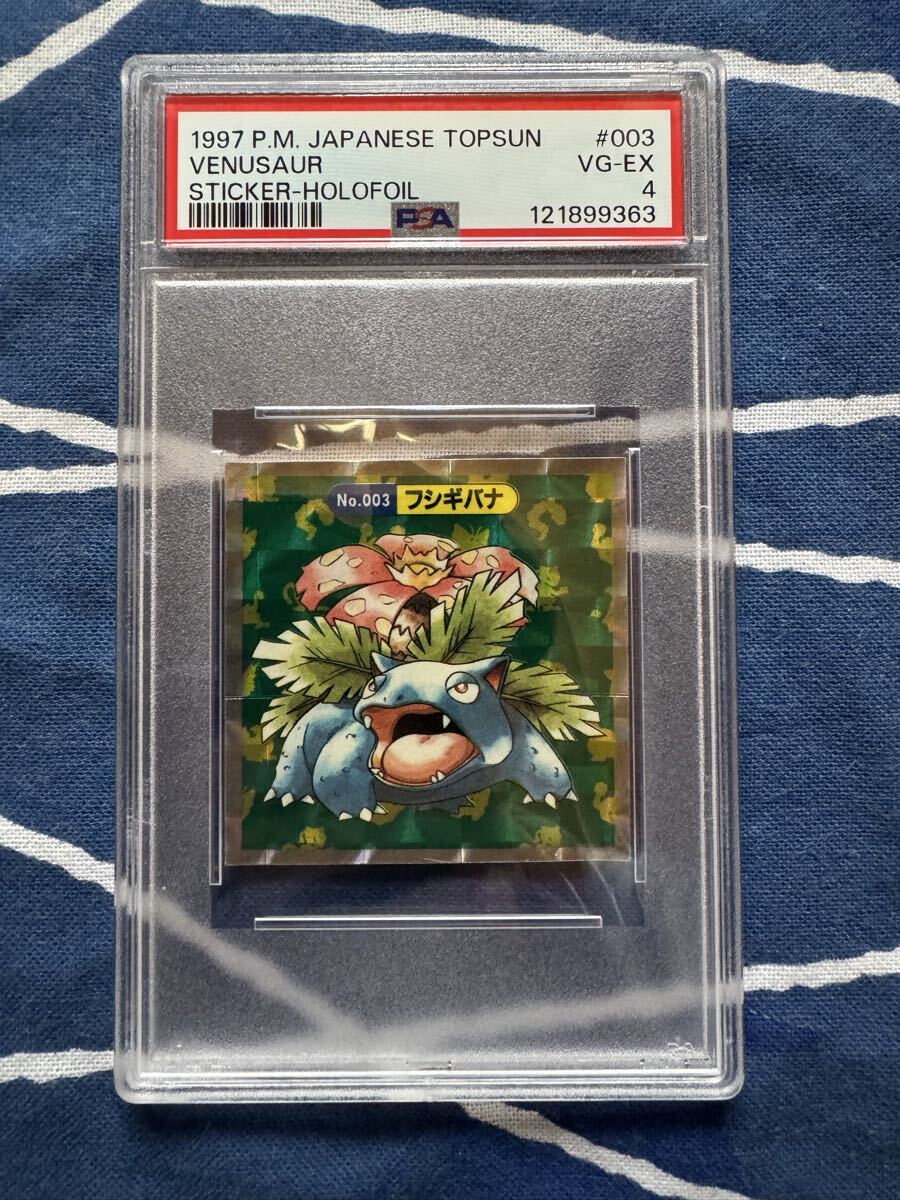 1997 P.M. JAPANESE TOPSUN #003
VENUSAUR VG-EX
STICKER-HOLOFOIL 4
PSA 121899363
No.003 フシギバナ